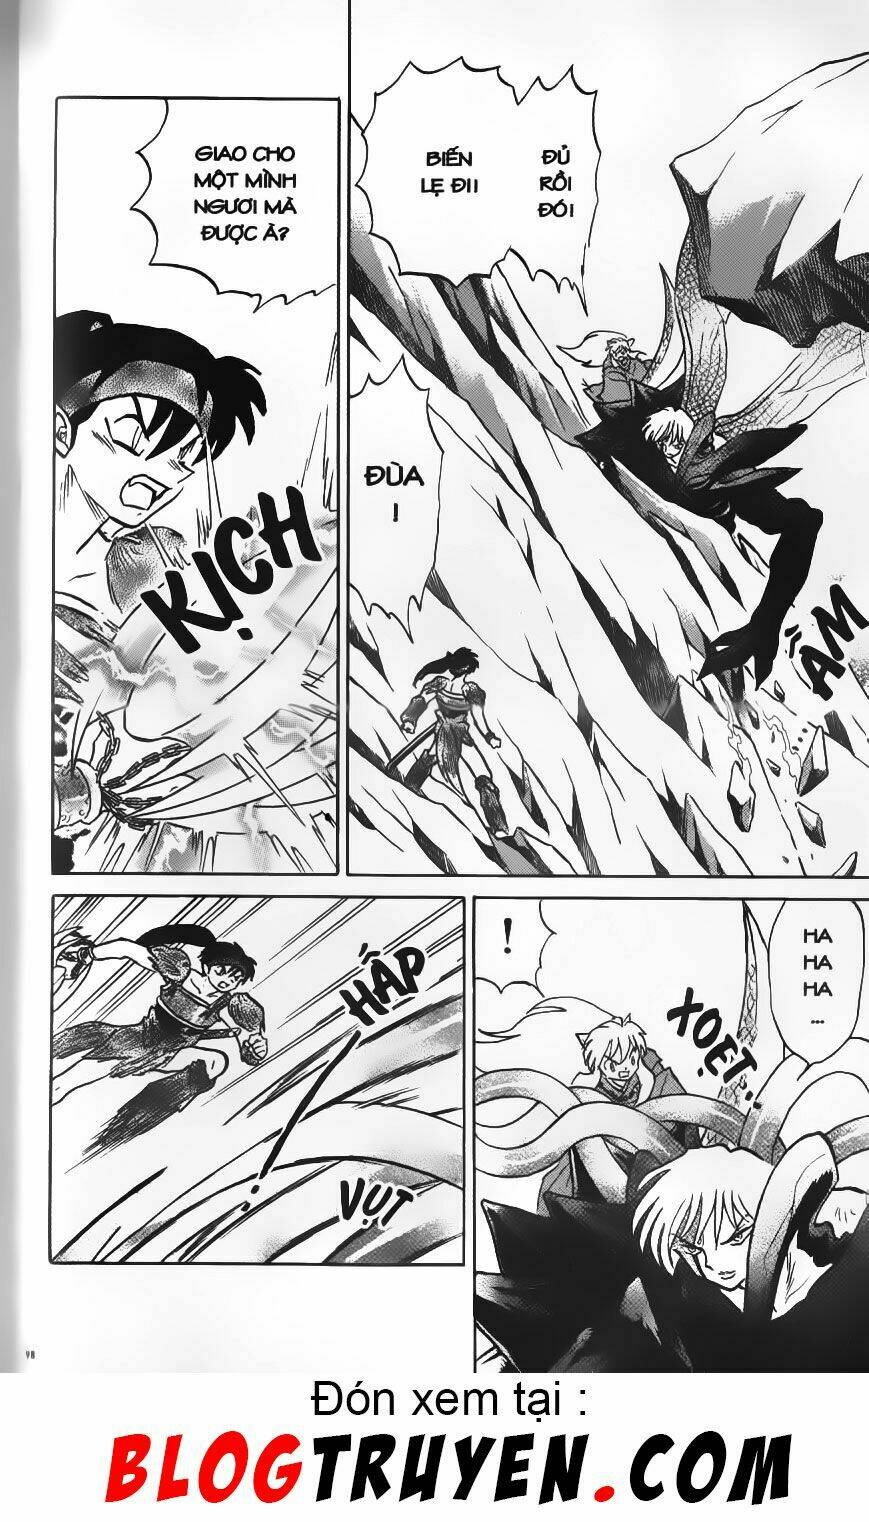 ĐỦ
RỒI
ĐÓ!
BIẾN
LẸ ĐI!
ĐÙA
!
ẦM
GIAO CHO
MỘT MÌNH
NGƯƠI MÀ
ĐƯỢC À?
KỊCH
HA
HA
HA
...
!
XOẸT..
HẤP
!
VỤT
98
Đón xem tại :
BLOGTRUYEN.COM